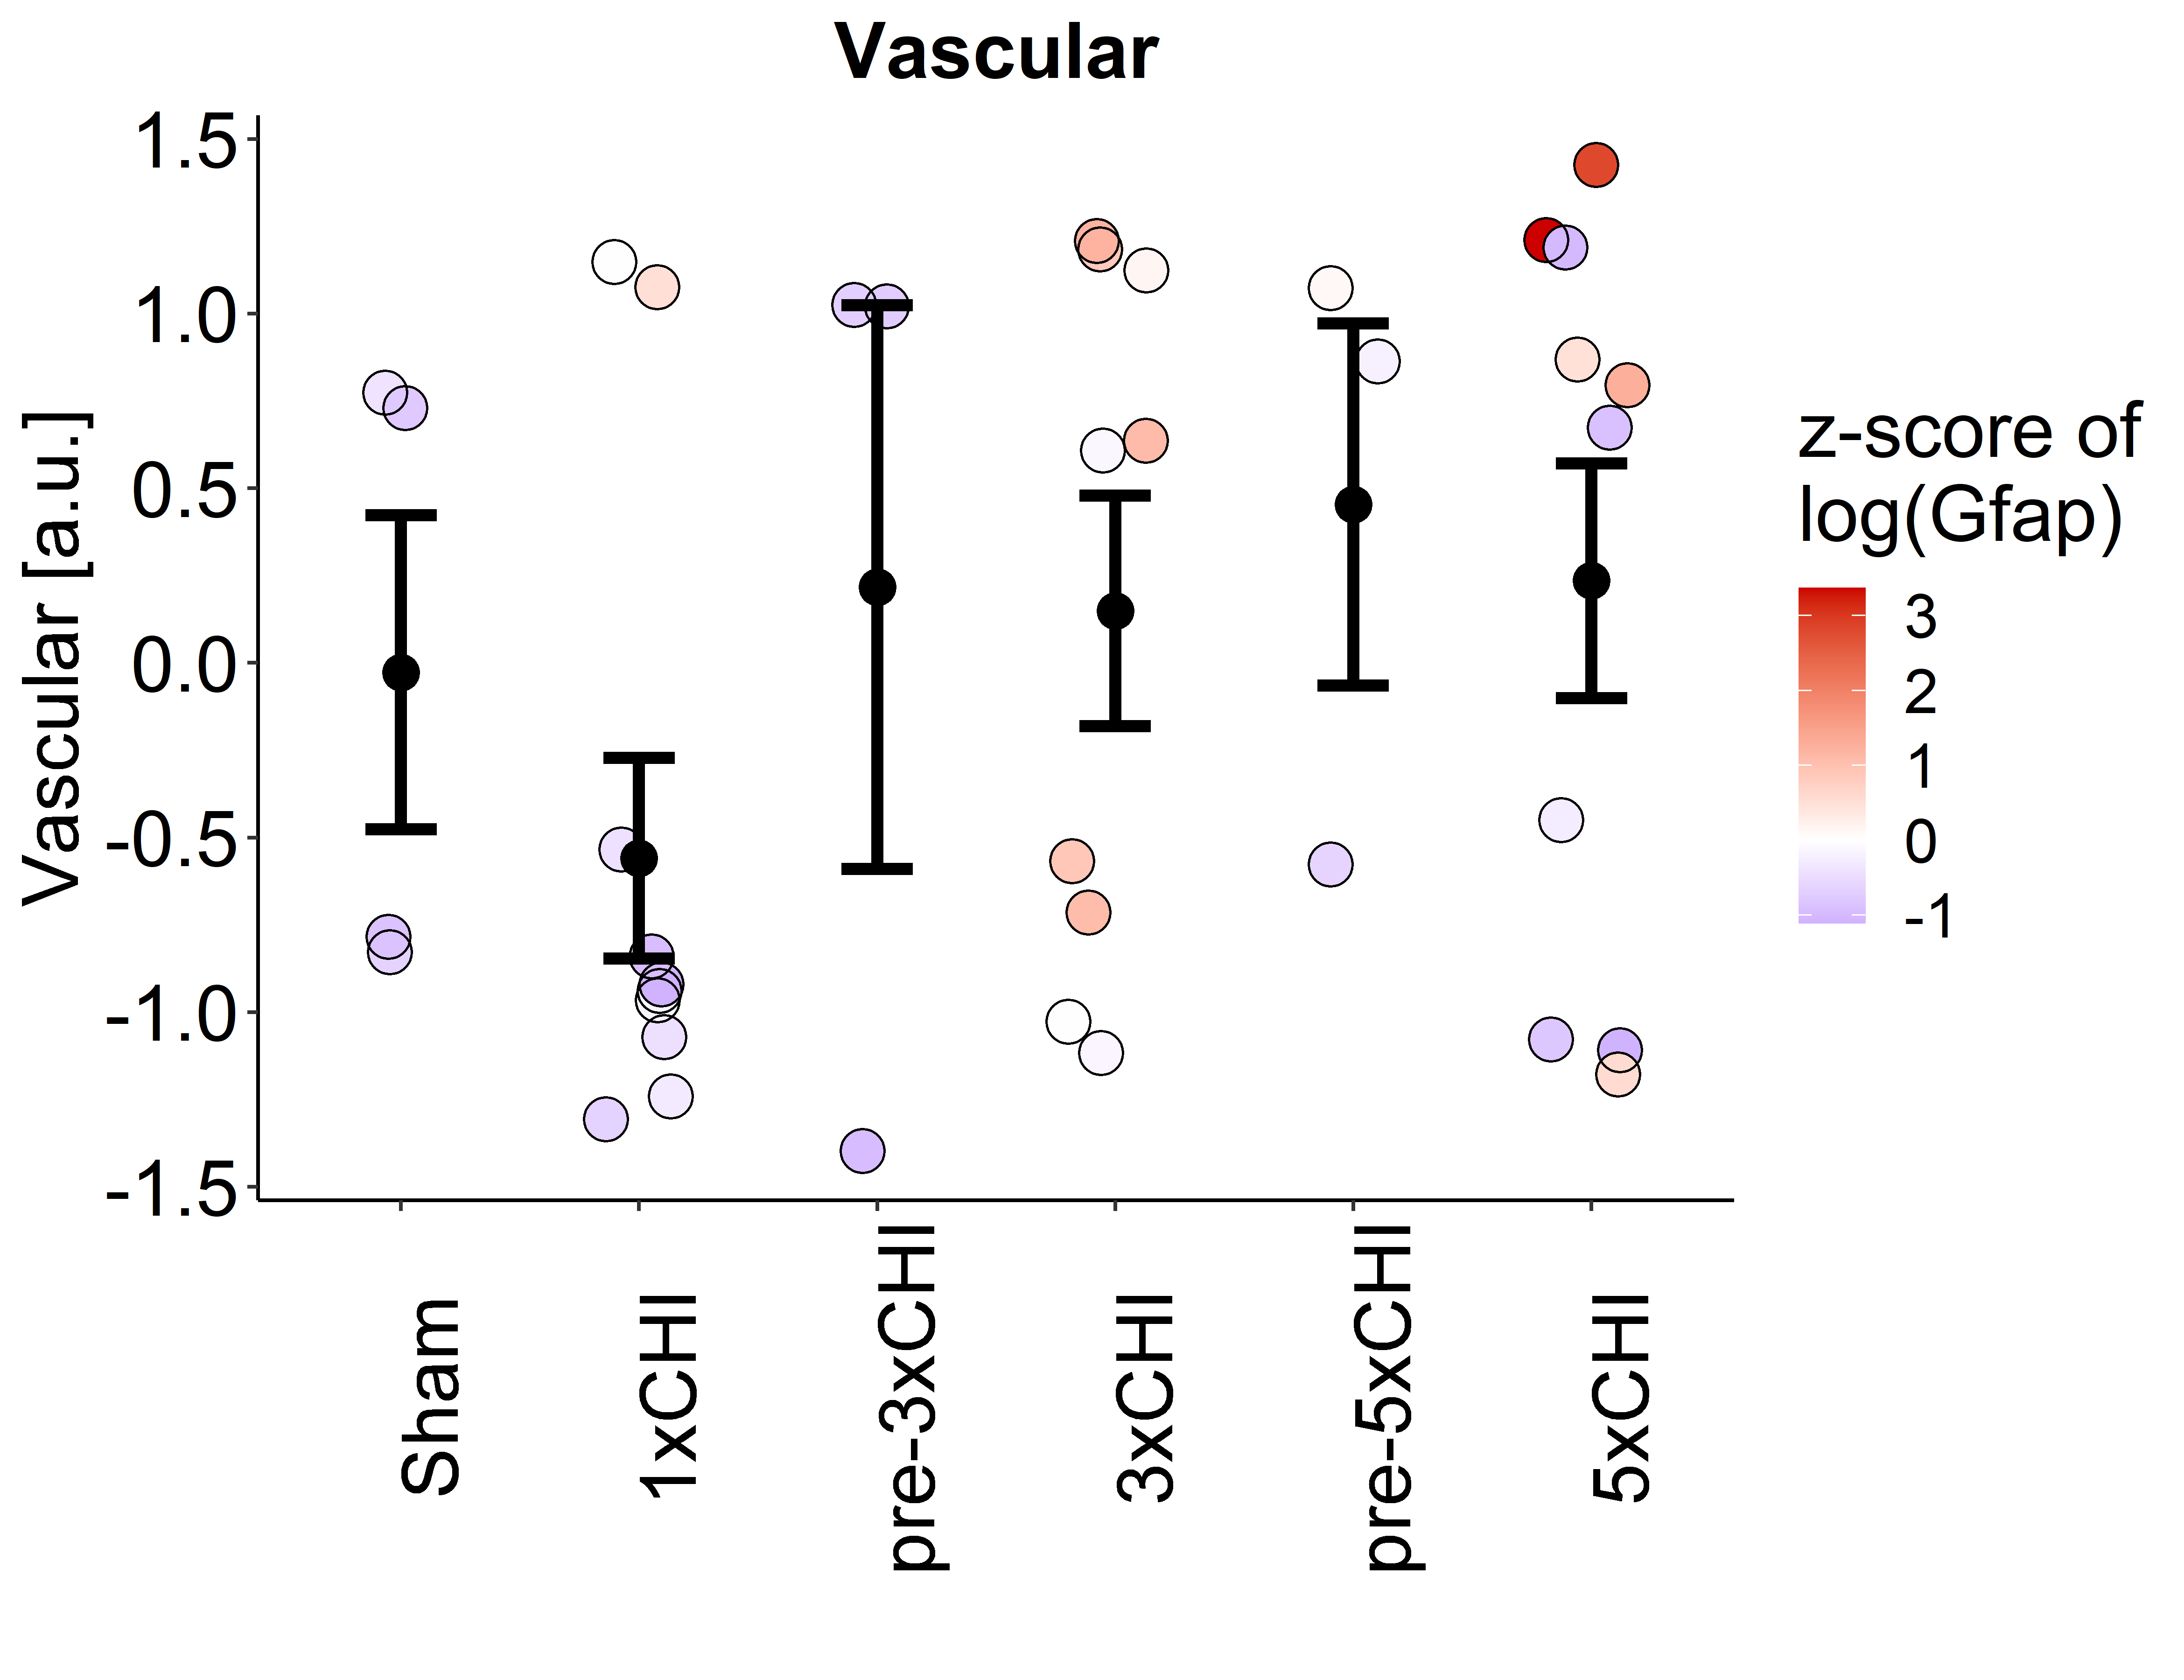 Vascular
Vascular [a.u.]
1.5
1.0
0.5
0.0
-0.5
-1.0
-1.5
Sham
1xCHI
pre-3xCHI
3xCHI
pre-5xCHI
5xCHI
z-score of
log(Gfap)
3
2
1
0
-1